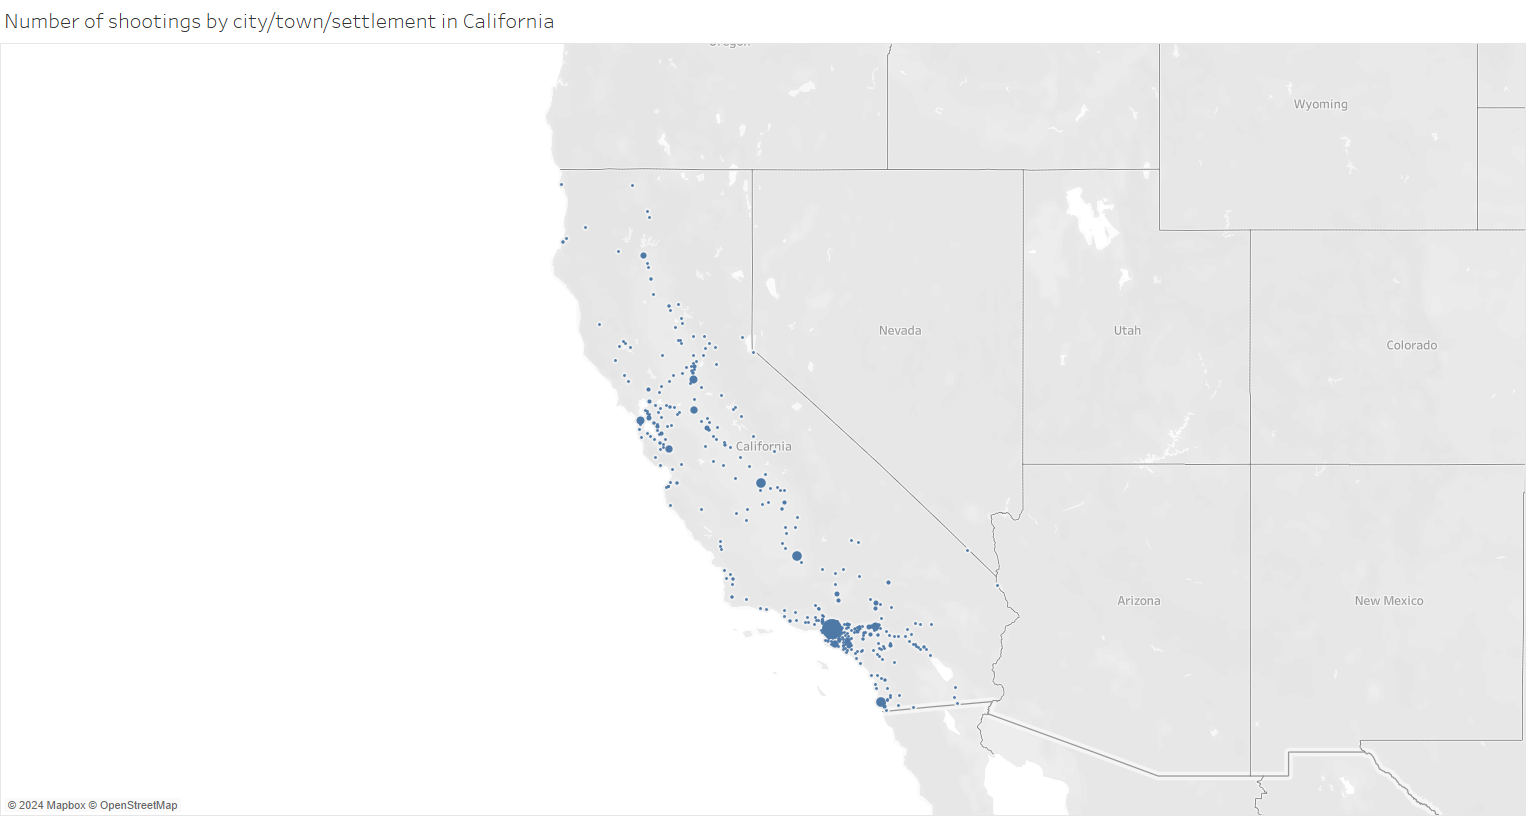 Number of shootings by city/town/settlement in California
Oregon
Wyoming
Nevada
Utah
Colorado
California
Arizona
New Mexico
© 2024 Mapbox © OpenStreetMap